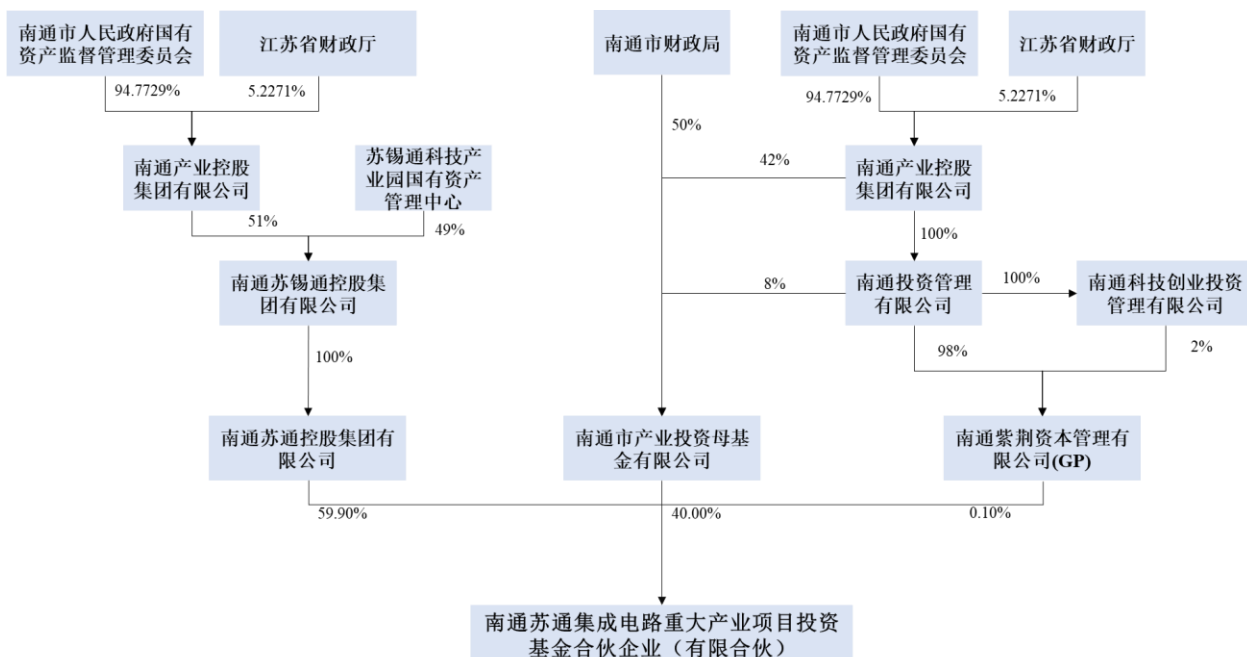 南通市人民政府国有
资产监督管理委员会
江苏省财政厅
南通市财政局
南通市人民政府国有
资产监督管理委员会
江苏省财政厅
94.7729%
5.2271%
94.7729%
5.2271%
50%
南通产业控股
集团有限公司
苏锡通科技产
业园国有资产
管理中心
42%
南通产业控股
集团有限公司
51%
49%
100%
南通苏锡通控股集
团有限公司
8%
南通投资管理
有限公司
100%
南通科技创业投资
管理有限公司
100%
98%
2%
南通苏通控股集团有
限公司
南通市产业投资母基
金有限公司
南通紫荆资本管理有
限公司(GP)
59.90%
40.00%
0.10%
南通苏通集成电路重大产业项目投资
基金合伙企业（有限合伙）